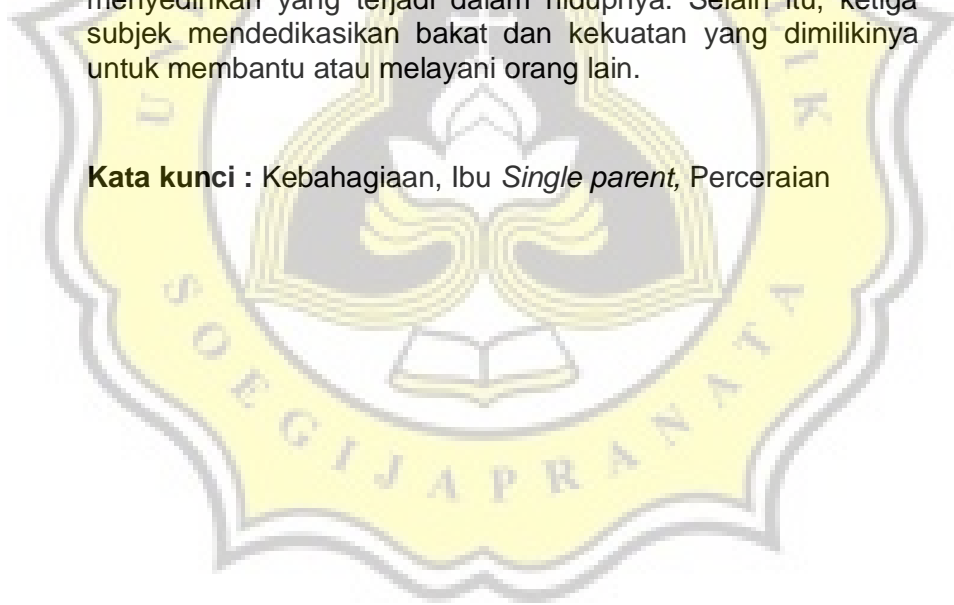 menyedihkan yang terjadi dalam hidupnya. Selain itu, ketiga
subjek mendedikasikan bakat dan kekuatan yang dimilikinya
untuk membantu atau melayani orang lain.
Kata kunci : Kebahagiaan, Ibu Single parent, Perceraian
SOEGIJAPRANATA